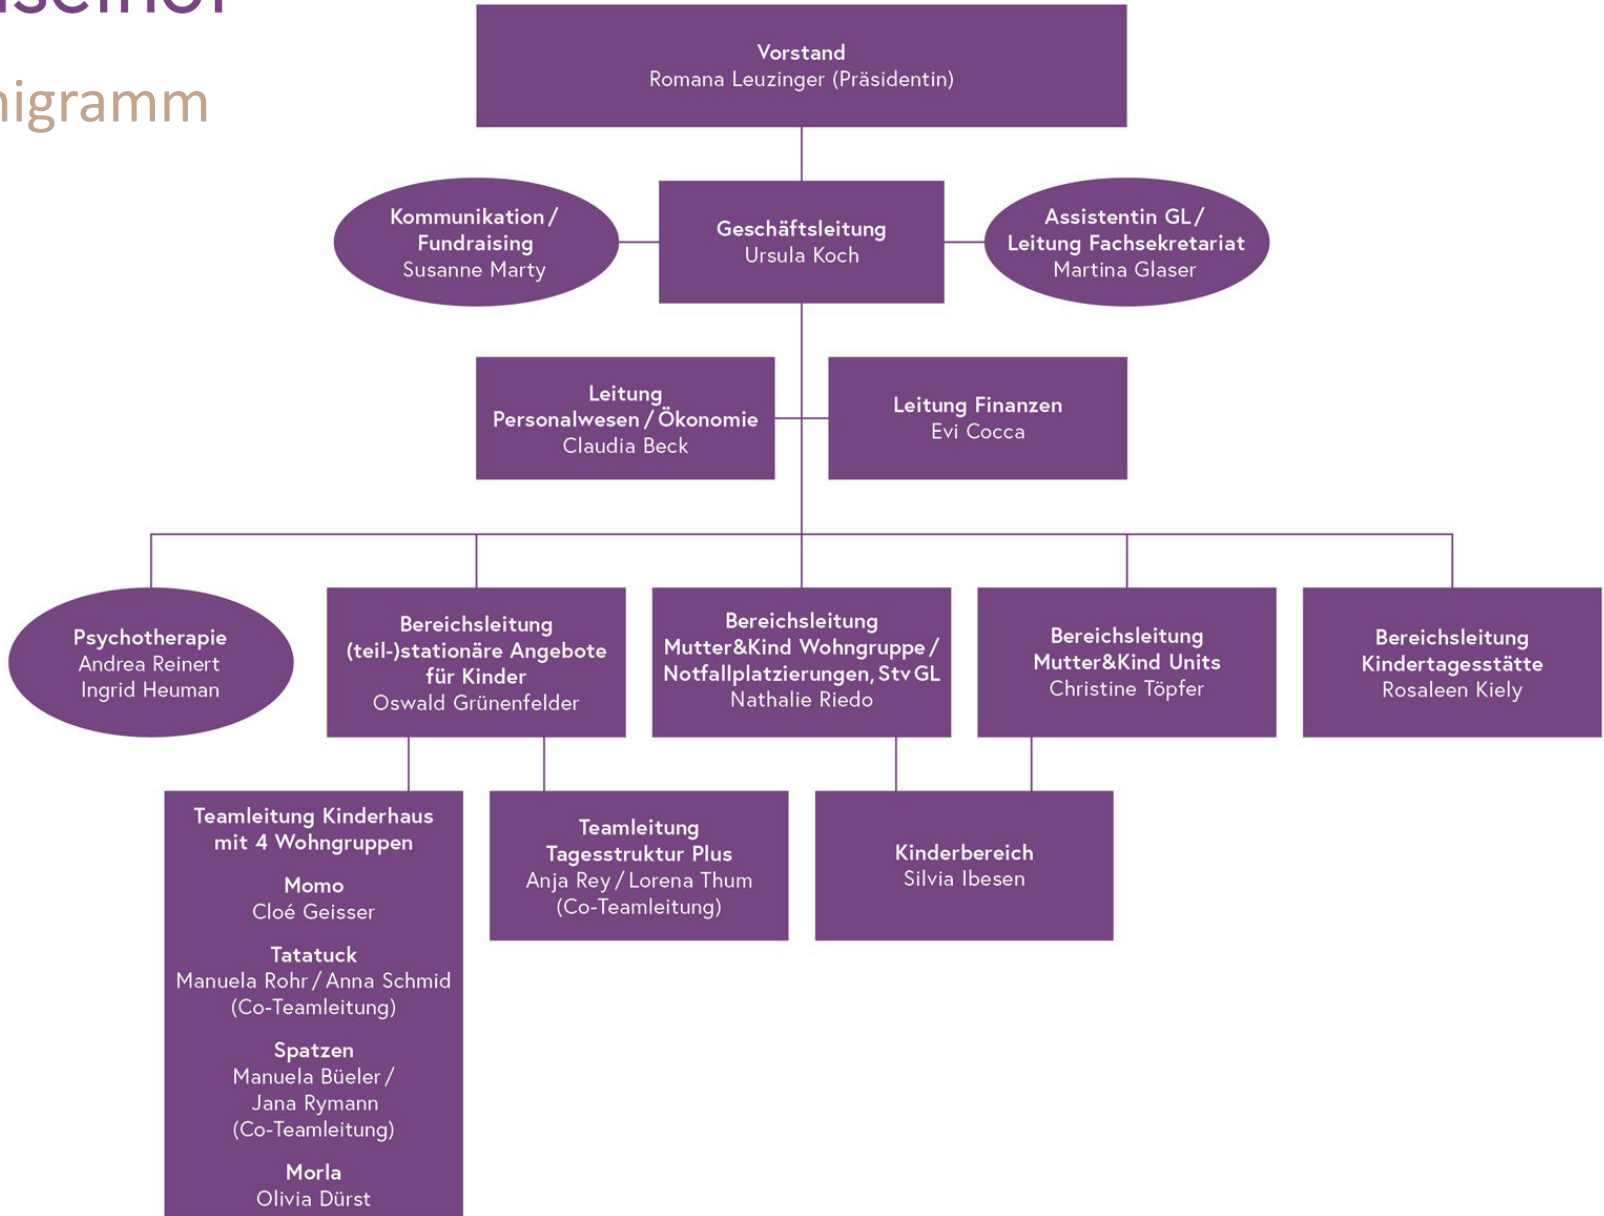 nigramm
Vorstand
Romana Leuzinger (Präsidentin)
Kommunikation /
Fundraising
Susanne Marty
Geschäftsleitung
Ursula Koch
Assistentin GL /
Leitung Fachsekretariat
Martina Glaser
Leitung
Personalwesen / Ökonomie
Claudia Beck
Leitung Finanzen
Evi Cocca
Psychotherapie
Andrea Reinert
Ingrid Heuman
Bereichsleitung
(teil-)stationäre Angebote
für Kinder
Oswald Grünenfelder
Bereichsleitung
Mutter&Kind Wohngruppe /
Notfallplatzierungen, Stv GL
Nathalie Riedo
Bereichsleitung
Mutter&Kind Units
Christine Töpfer
Bereichsleitung
Kindertagesstätte
Rosaleen Kiely
Teamleitung Kinderhaus
mit 4 Wohngruppen
Momo
Cloé Geisser
Tatatuck
Manuela Rohr / Anna Schmid
(Co-Teamleitung)
Spatzen
Manuela Büeler /
Jana Rymann
(Co-Teamleitung)
Morla
Olivia Dürst
Teamleitung
Tagesstruktur Plus
Anja Rey / Lorena Thum
(Co-Teamleitung)
Kinderbereich
Silvia Ibesen